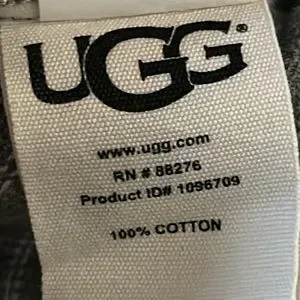 UGG®
www.ugg.com
RN # 88276
Product ID# 1096709
100% COTTON